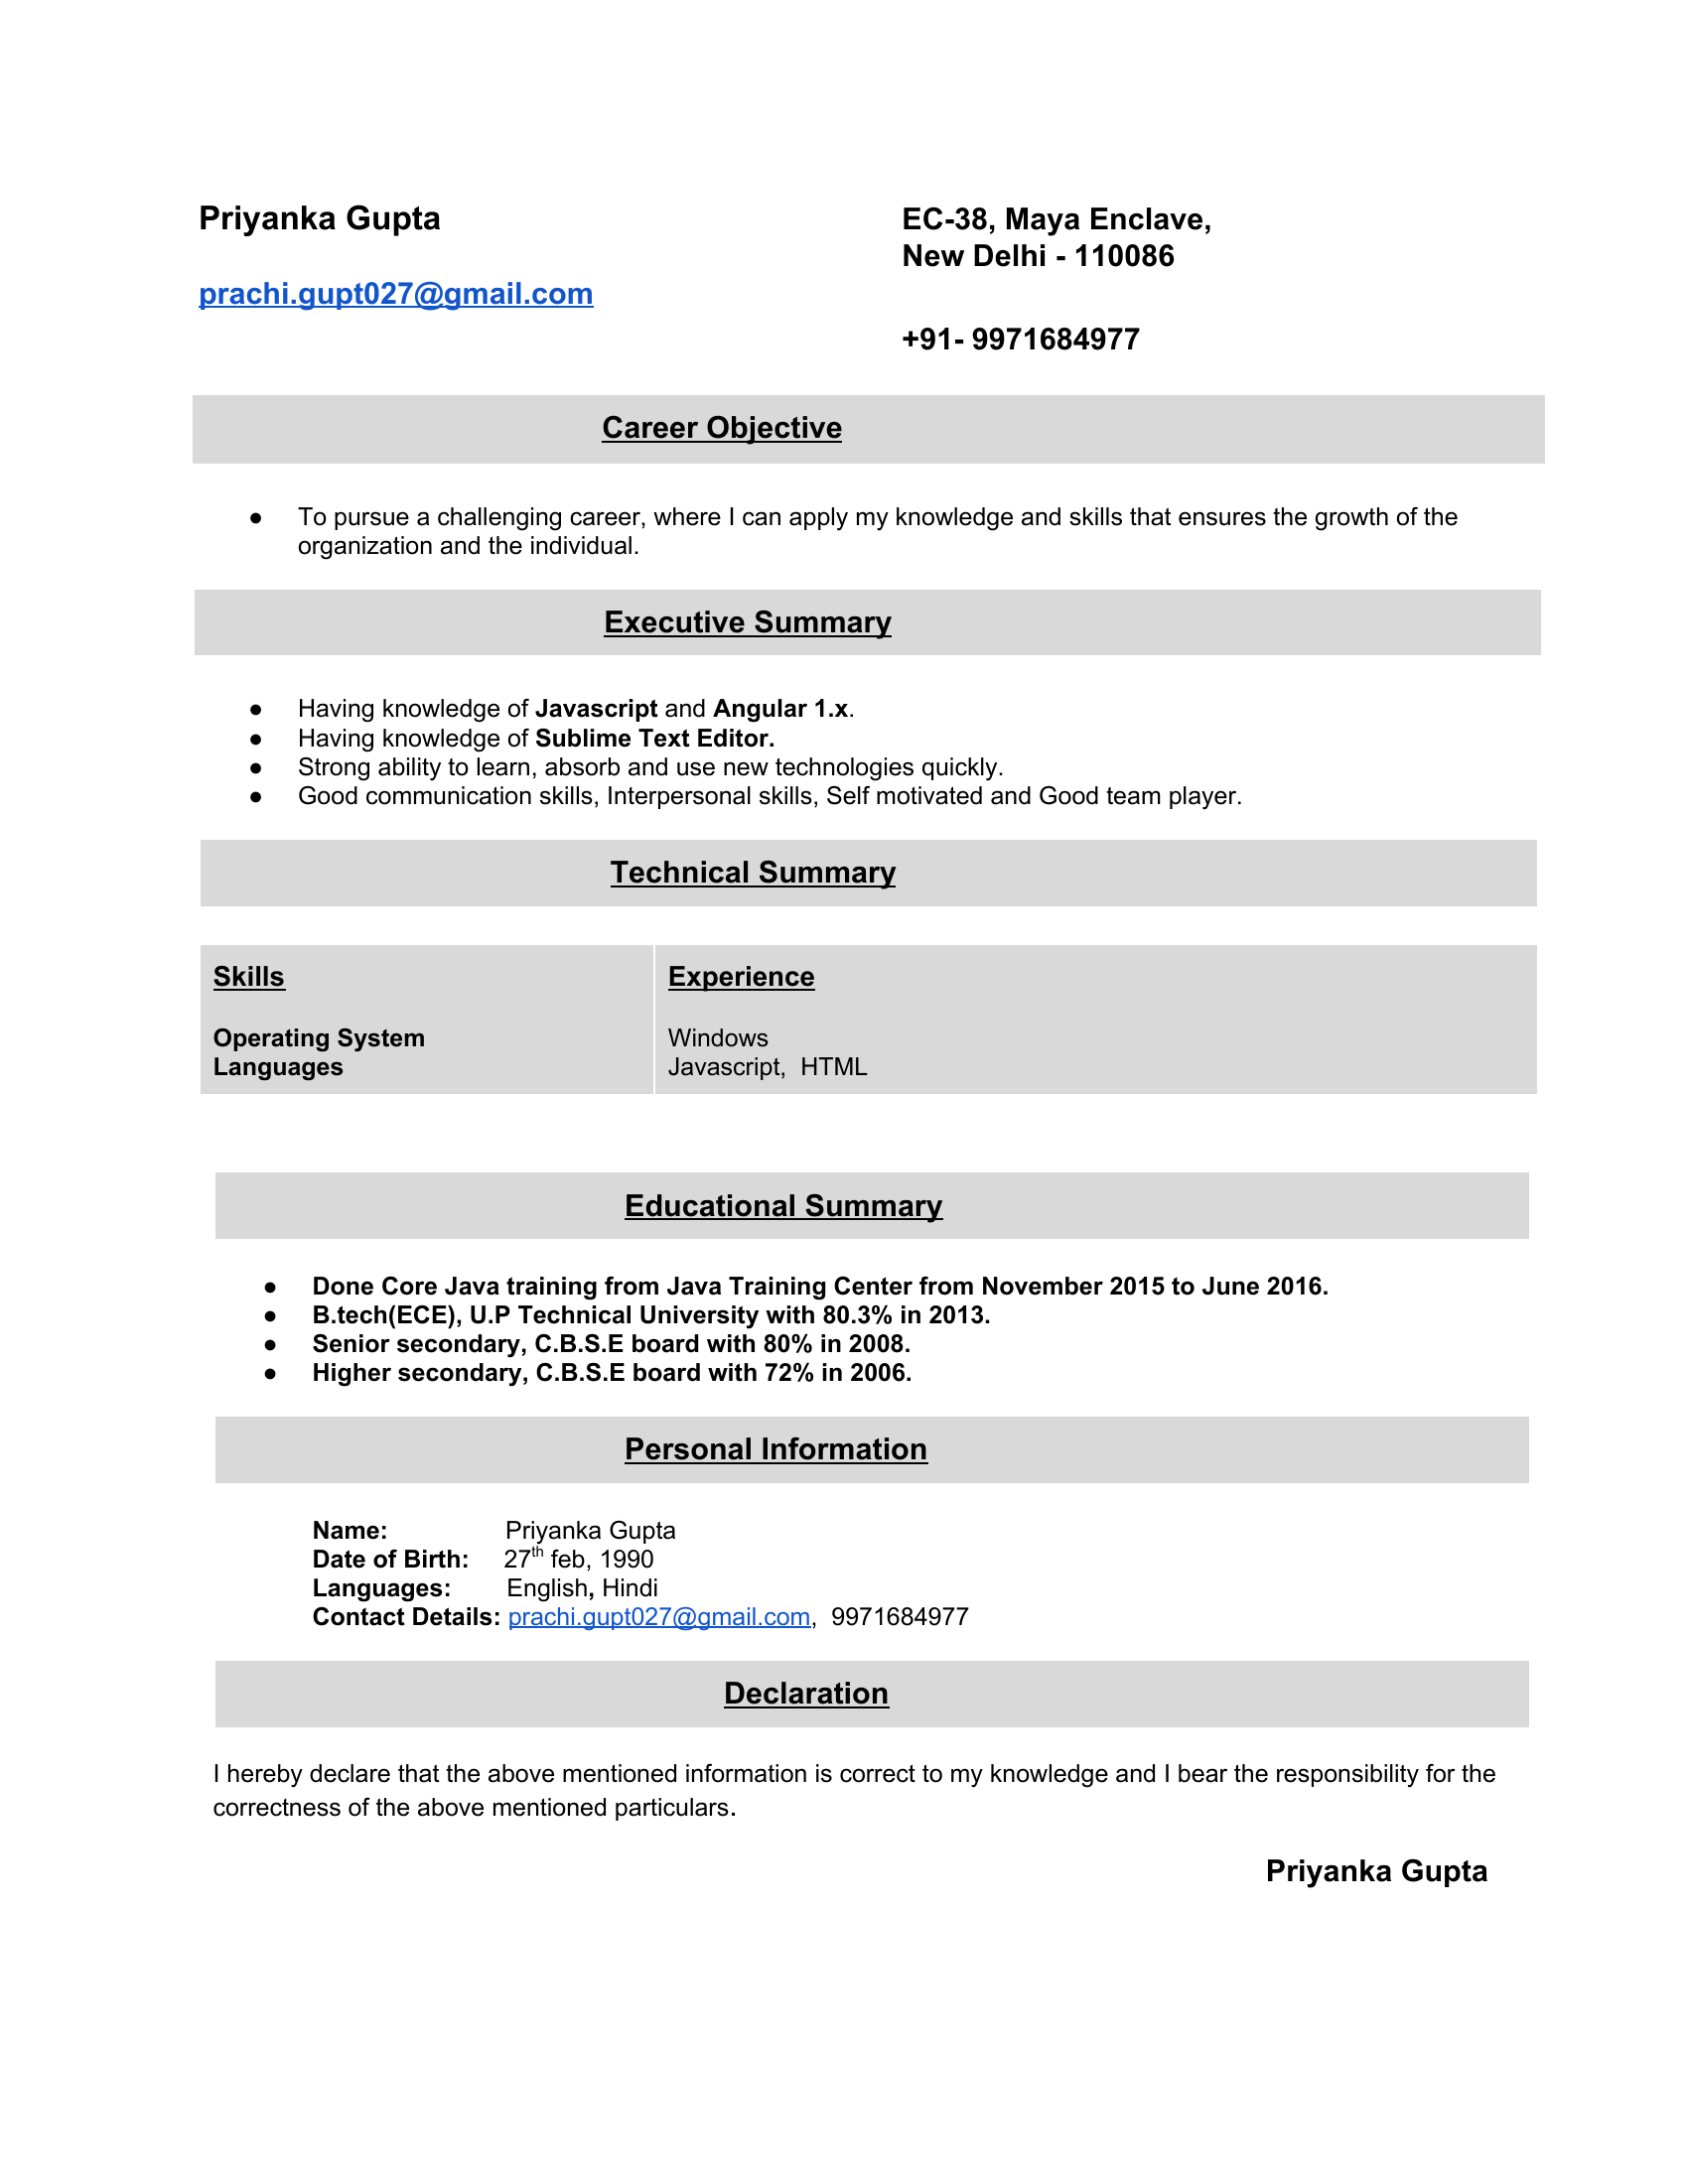 Priyanka Gupta
prachi.gupt027@gmail.com
EC-38, Maya Enclave,
New Delhi - 110086
+91- 9971684977
Career Objective
● To pursue a challenging career, where I can apply my knowledge and skills that ensures the growth of the
organization and the individual.
Executive Summary
● Having knowledge of Javascript and Angular 1.x.
● Having knowledge of Sublime Text Editor.
● Strong ability to learn, absorb and use new technologies quickly.
● Good communication skills, Interpersonal skills, Self motivated and Good team player.
Technical Summary
Skills Experience
Operating System Windows
Languages Javascript, HTML
Educational Summary
● Done Core Java training from Java Training Center from November 2015 to June 2016.
● B.tech(ECE), U.P Technical University with 80.3% in 2013.
● Senior secondary, C.B.S.E board with 80% in 2008.
● Higher secondary, C.B.S.E board with 72% in 2006.
Personal Information
Name: Priyanka Gupta
Date of Birth: 27th feb, 1990
Languages: English, Hindi
Contact Details: prachi.gupt027@gmail.com, 9971684977
Declaration
I hereby declare that the above mentioned information is correct to my knowledge and I bear the responsibility for the
correctness of the above mentioned particulars.
Priyanka Gupta